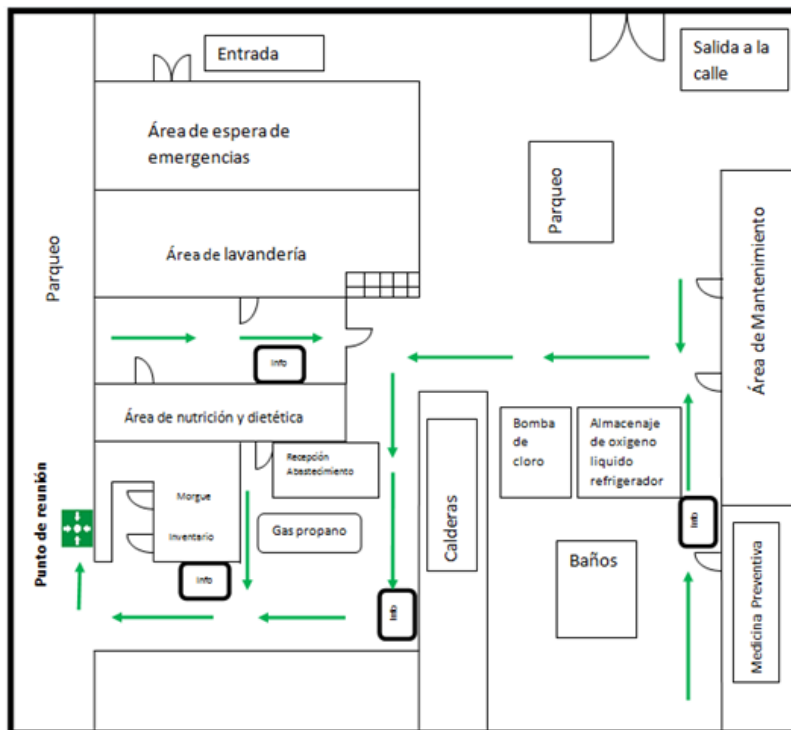 Entrada
Salida a la
calle
Área de espera de
emergencias
Parqueo
Área de lavandería
Parqueo
Área de Mantenimiento
Info
Área de nutrición y dietética
Bomba
de
cloro
Almacenaje
de oxigeno
liquido
refrigerador
Recepción
Abastecimiento
Calderas
Morgue
Punto de reunión
Info
Gas propano
Inventario
Baños
Info
Info
Medicina Preventiva